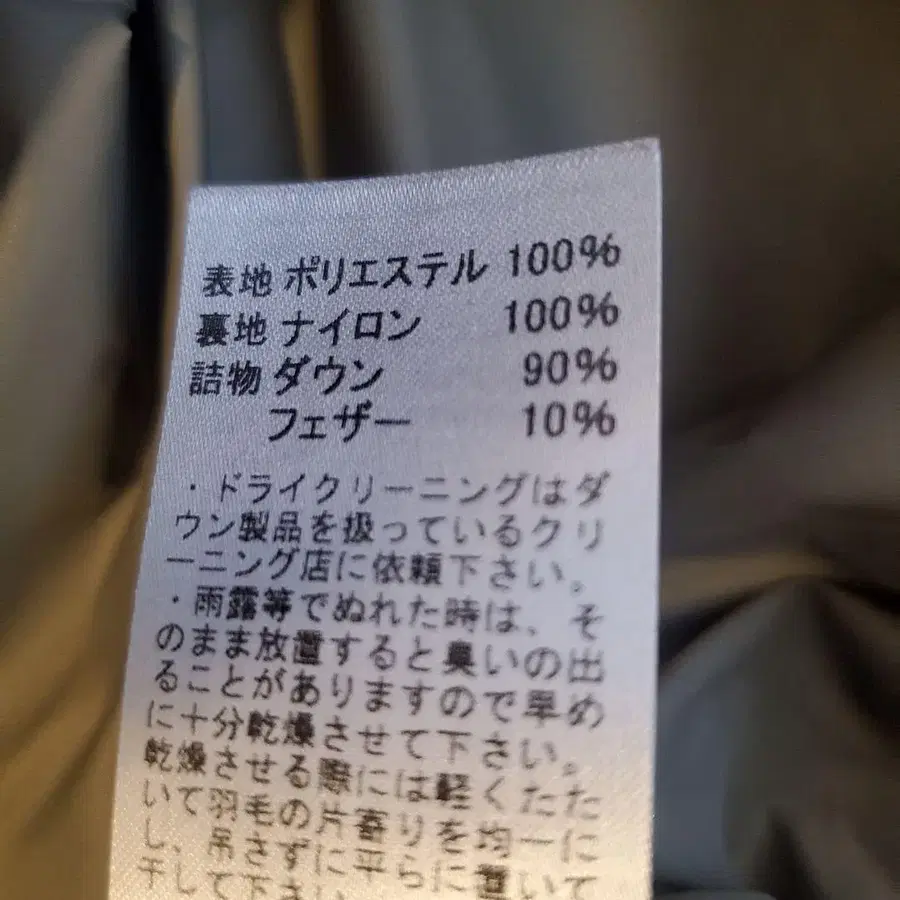 表地 ポリエステル 100%
裏地 ナイロン 100%
詰物 ダウン 90%
フェザー 10%
・ドライクリーニングはダ
ウン製品を扱っているクリ
ーニング店に依頼下さい。
・雨露等でぬれた時は、そ
のまま放置すると臭いの出
ることがありますので早め
に十分乾燥させて下さい。
乾燥させる際には軽くたた
いて羽毛の片寄りを均一に
し、吊さずに平らに置いて
干して下さい